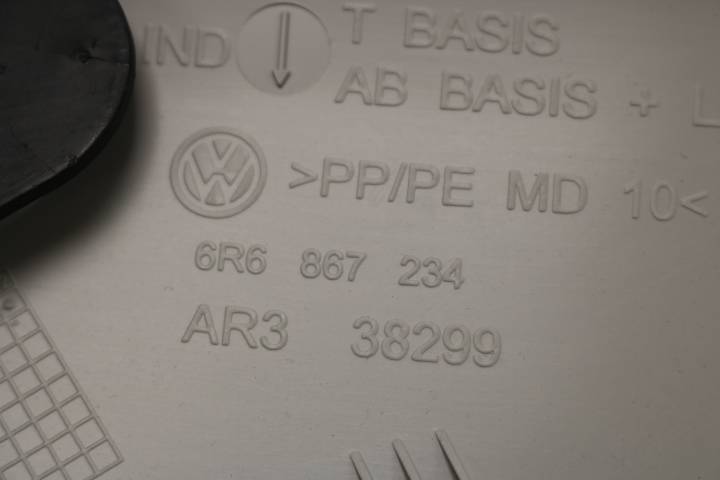 IND T BASIS
AB BASIS +
>PP/PE MD 10<
6R6 867 234
AR3 38299